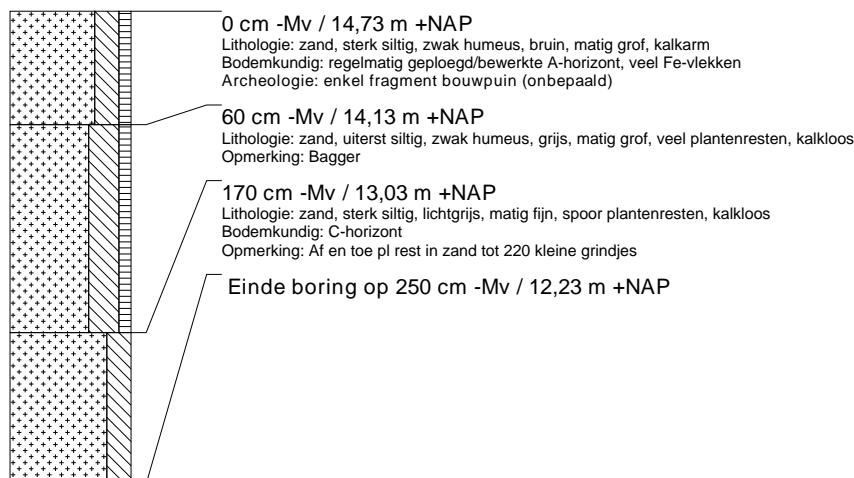 0 cm -Mv / 14,73 m +NAP
Lithologie: zand, sterk siltig, zwak humeus, bruin, matig grof, kalkarm
Bodemkundig: regelmatig geploegd/bewerkte A-horizont, veel Fe-vlekken
Archeologie: enkel fragment bouwpuin (onbepaald)
60 cm -Mv / 14,13 m +NAP
Lithologie: zand, uiterst siltig, zwak humeus, grijs, matig grof, veel plantenresten, kalkloos
Opmerking: Bagger
170 cm -Mv / 13,03 m +NAP
Lithologie: zand, sterk siltig, lichtgrijs, matig fijn, spoor plantenresten, kalkloos
Bodemkundig: C-horizont
Opmerking: Af en toe pl rest in zand tot 220 kleine grindjes
Einde boring op 250 cm -Mv / 12,23 m +NAP